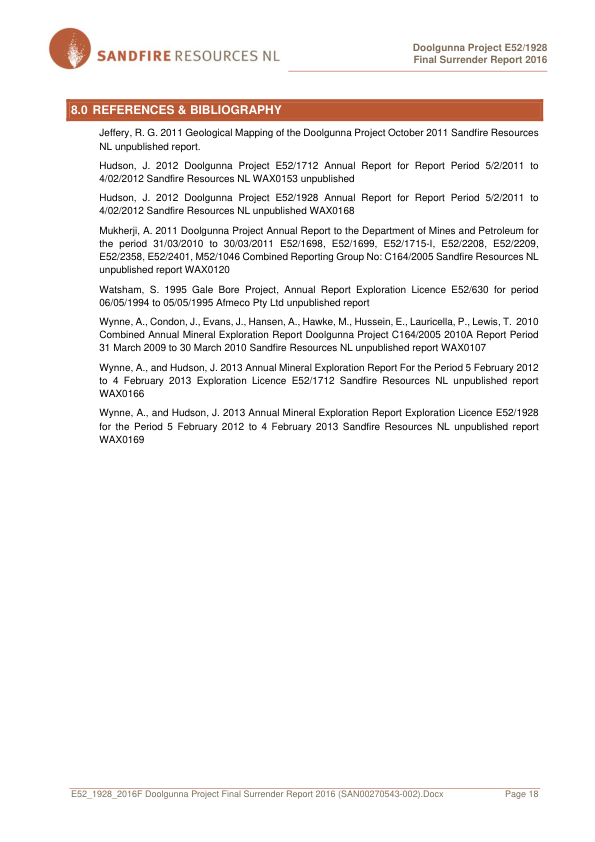 SANDFIRE RESOURCES NL
Doolgunna Project E52/1928
Final Surrender Report 2016
8.0 REFERENCES & BIBLIOGRAPHY
Jeffery, R. G. 2011 Geological Mapping of the Doolgunna Project October 2011 Sandfire Resources
NL unpublished report.
Hudson, J. 2012 Doolgunna Project E52/1712 Annual Report for Report Period 5/2/2011 to
4/02/2012 Sandfire Resources NL WAX0153 unpublished
Hudson, J. 2012 Doolgunna Project E52/1928 Annual Report for Report Period 5/2/2011 to
4/02/2012 Sandfire Resources NL unpublished WAX0168
Mukherji, A. 2011 Doolgunna Project Annual Report to the Department of Mines and Petroleum for
the period 31/03/2010 to 30/03/2011 E52/1698, E52/1699, E52/1715-I, E52/2208, E52/2209,
E52/2358, E52/2401, M52/1046 Combined Reporting Group No: C164/2005 Sandfire Resources NL
unpublished report WAX0120
Watsham, S. 1995 Gale Bore Project, Annual Report Exploration Licence E52/630 for period
06/05/1994 to 05/05/1995 Afmeco Pty Ltd unpublished report
Wynne, A., Condon, J., Evans, J., Hansen, A., Hawke, M., Hussein, E., Lauricella, P., Lewis, T. 2010
Combined Annual Mineral Exploration Report Doolgunna Project C164/2005 2010A Report Period
31 March 2009 to 30 March 2010 Sandfire Resources NL unpublished report WAX0107
Wynne, A., and Hudson, J. 2013 Annual Mineral Exploration Report For the Period 5 February 2012
to 4 February 2013 Exploration Licence E52/1712 Sandfire Resources NL unpublished report
WAX0166
Wynne, A., and Hudson, J. 2013 Annual Mineral Exploration Report Exploration Licence E52/1928
for the Period 5 February 2012 to 4 February 2013 Sandfire Resources NL unpublished report
WAX0169
E52_1928_2016F Doolgunna Project Final Surrender Report 2016 (SAN00270543-002).Docx Page 18